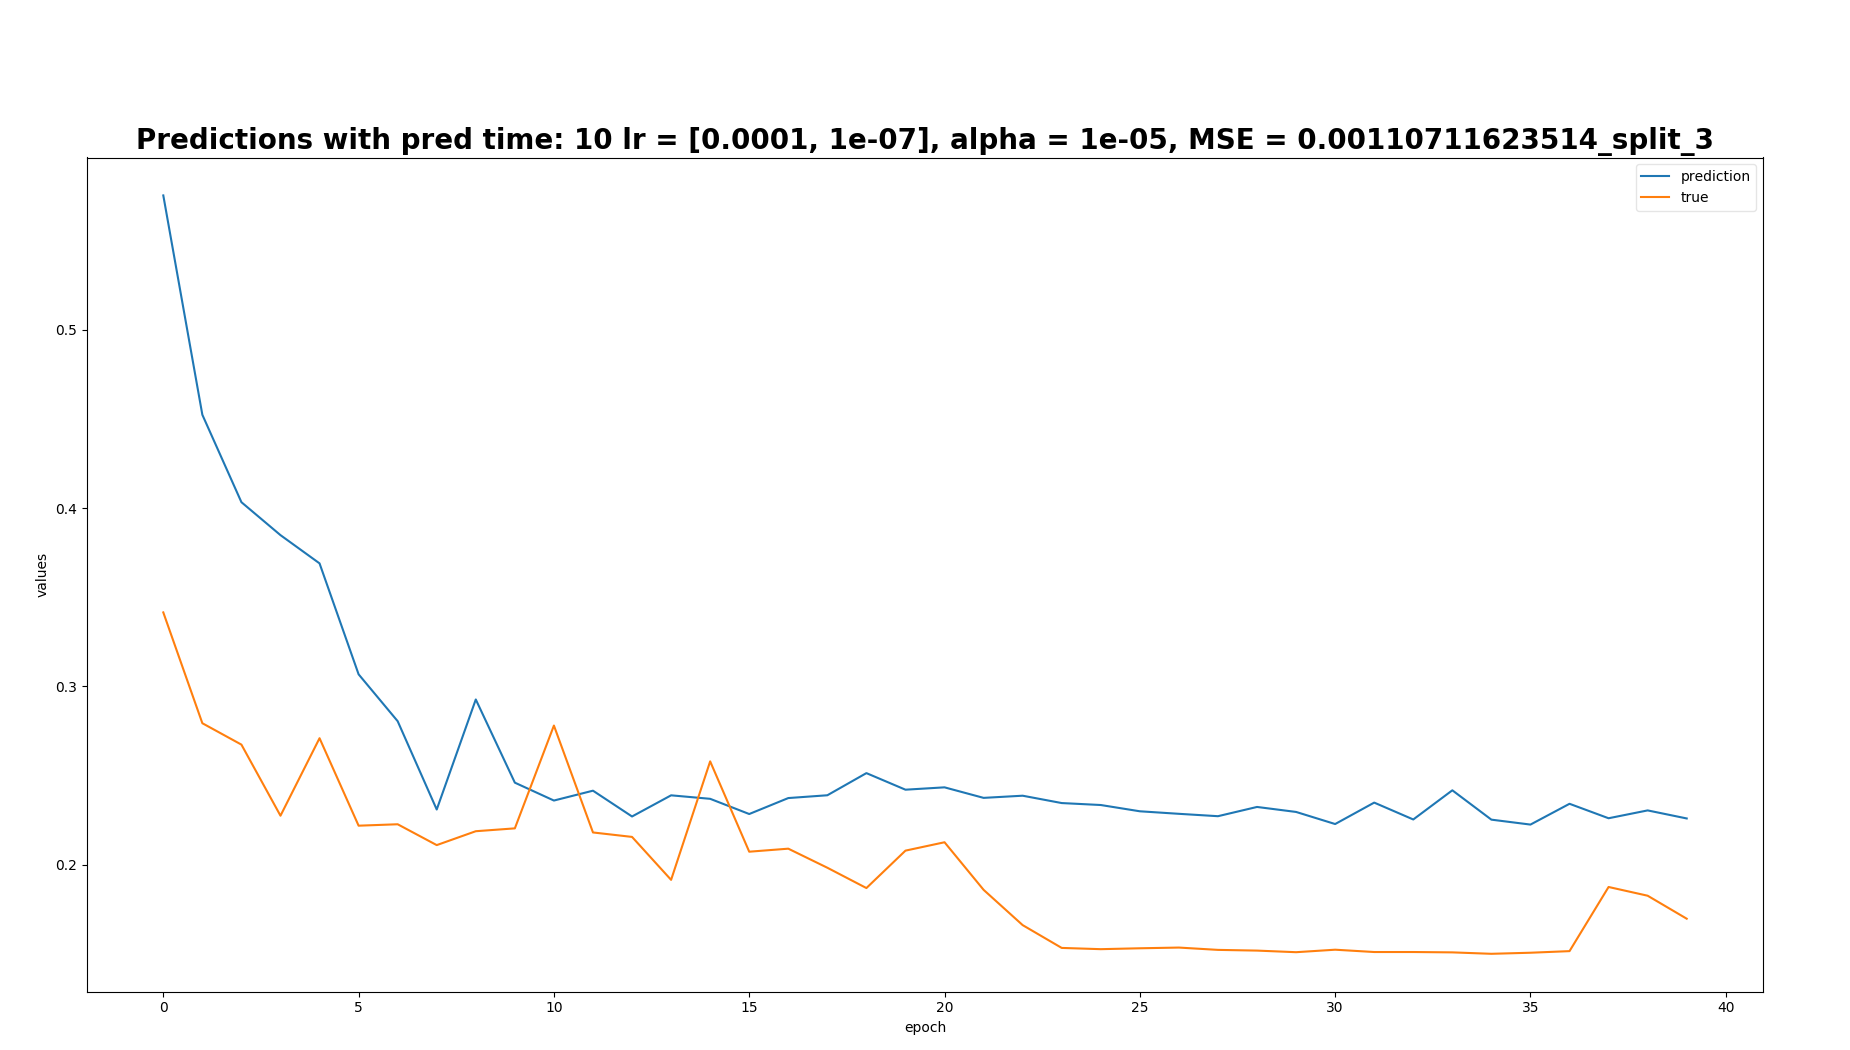 Predictions with pred time: 10 lr = [0.0001, 1e-07], alpha = 1e-05, MSE = 0.00110711623514_split_3
prediction
true
0.5
0.4
0.3
0.2
values
0 5 10 15 20 25 30 35 40
epoch